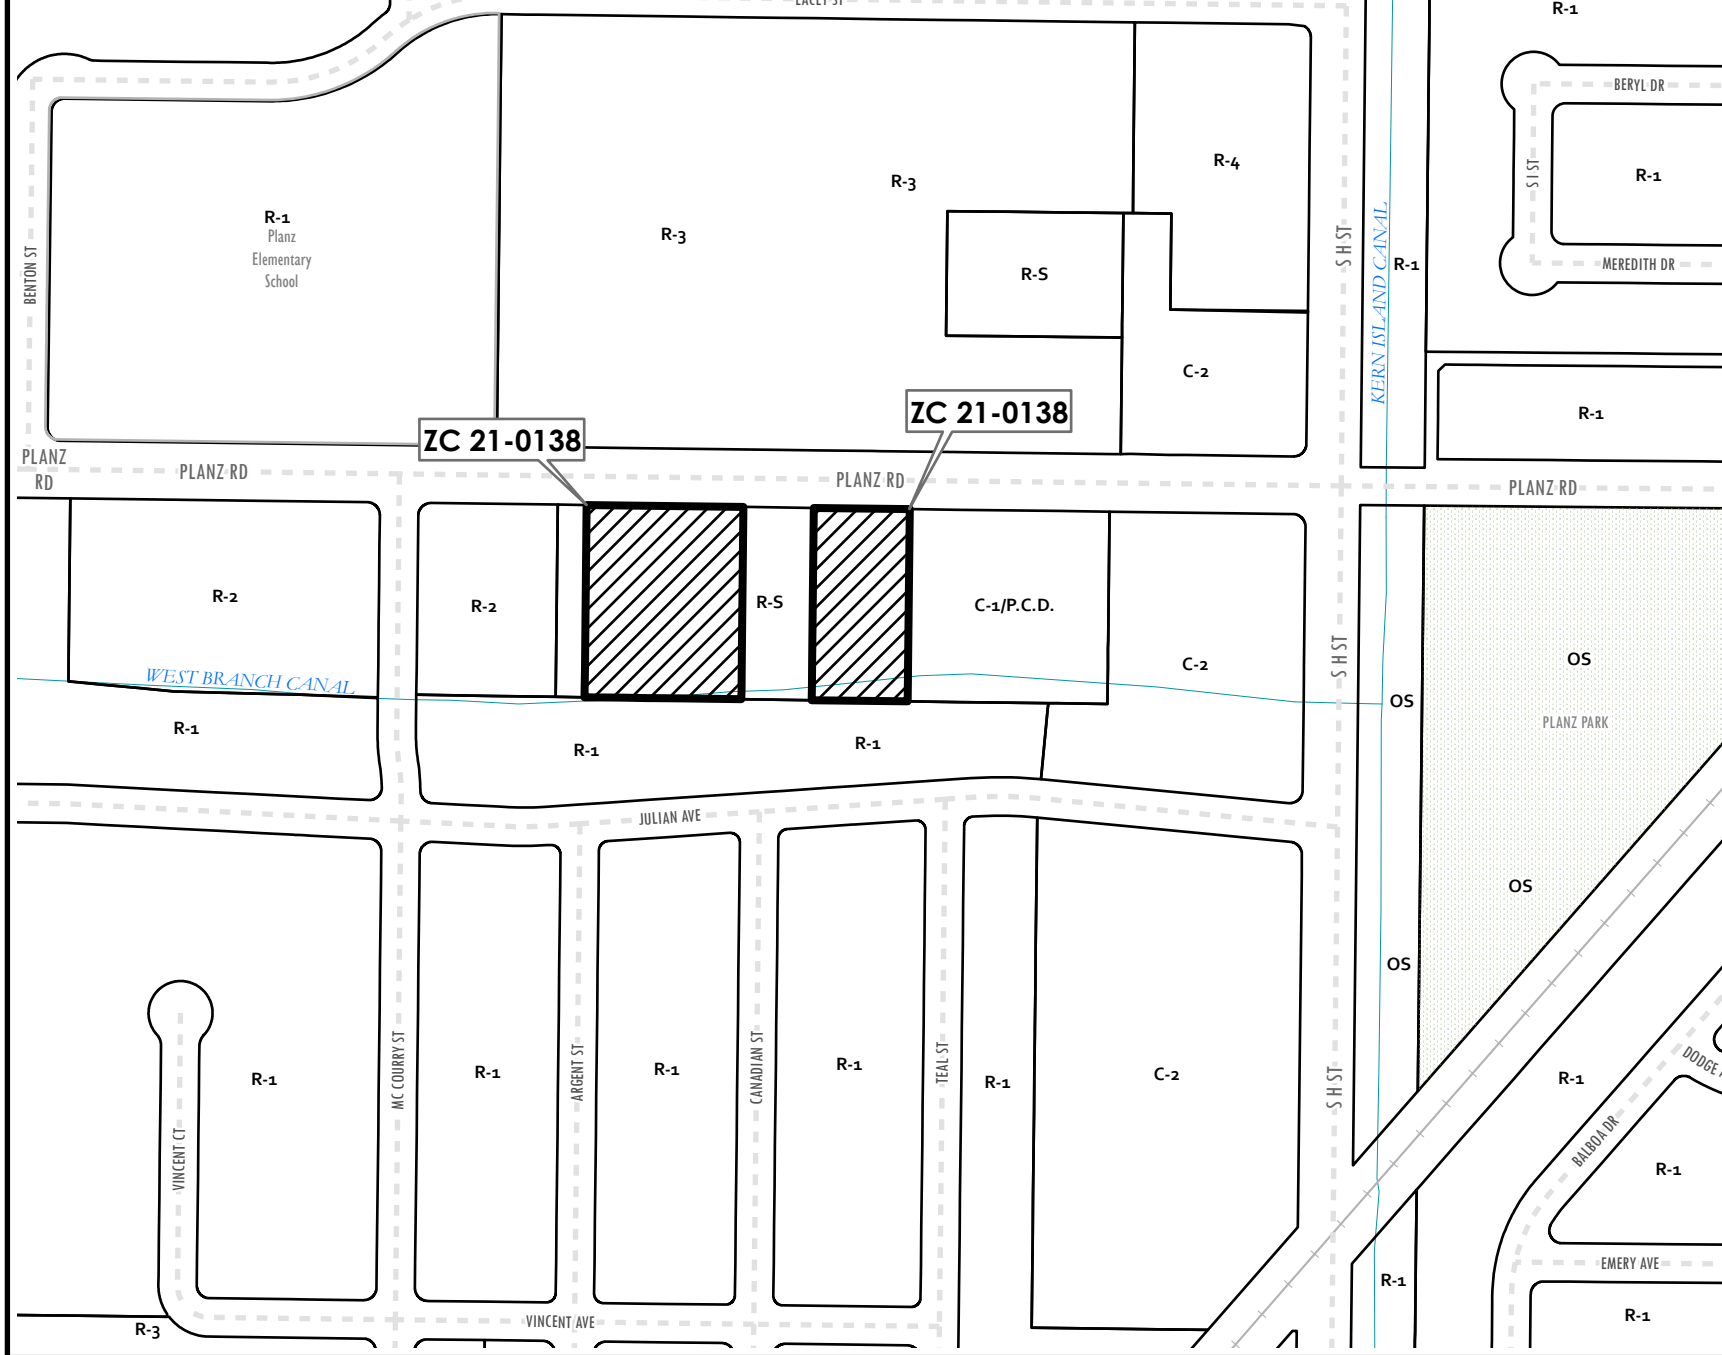 LACEY ST
R-1
BERYL DR
R-4
R-3
S I ST
R-1
R-1
Planz
Elementary
School
R-3
BENTON ST
S H ST
KERN ISLAND CANAL
R-1
MEREDITH DR
R-S
C-2
ZC 21-0138
R-1
ZC 21-0138
PLANZ
RD
PLANZ RD
PLANZ RD
PLANZ RD
R-2
R-2
R-S
C-1/P.C.D.
S H ST
C-2
OS
WEST BRANCH CANAL
OS
R-1
R-1
R-1
PLANZ PARK
JULIAN AVE
OS
OS
MC COURRY ST
ARGENT ST
CANADIAN ST
TEAL ST
S H ST
R-1
R-1
R-1
R-1
R-1
C-2
R-1
DODGE
VINCENT CT
BALBOA DR
R-1
EMERY AVE
R-1
R-3
VINCENT AVE
R-1